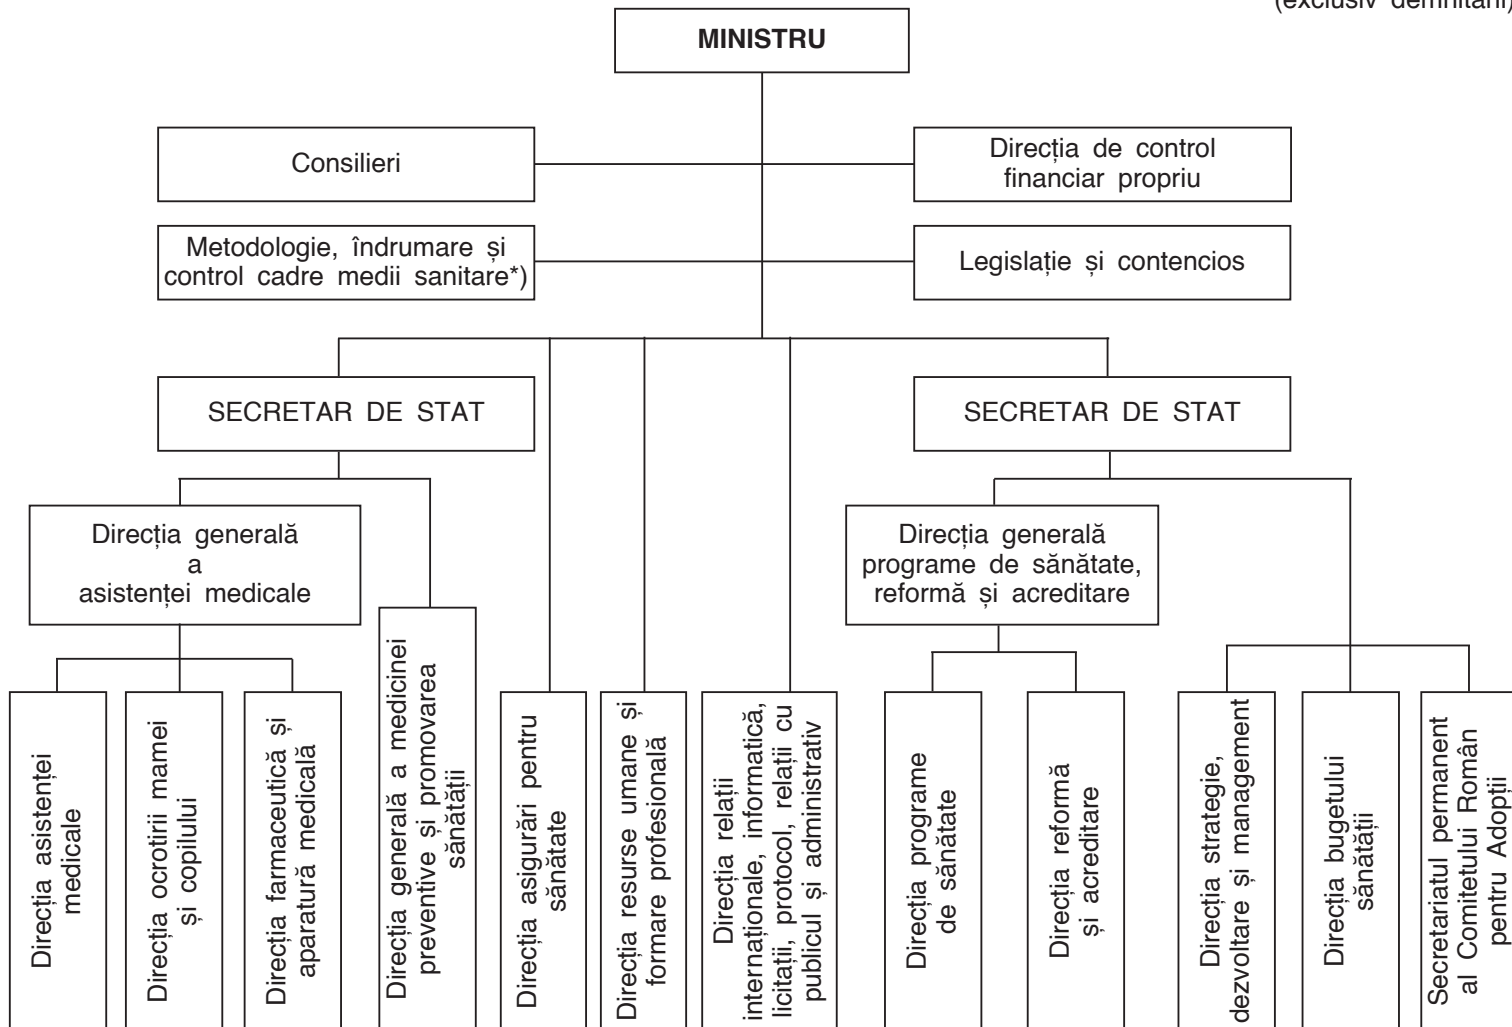 (exclusiv demnitarii)
MINISTRU
Consilieri
Direcția de control
financiar propriu
Metodologie, îndrumare și
control cadre medii sanitare*)
Legislație și contencios
SECRETAR DE STAT
SECRETAR DE STAT
Direcția generală
a
asistenței medicale
Direcția generală
programe de sănătate,
reformă și acreditare
Direcția asistenței
medicale
Direcția ocrotirii mamei
și copilului
Direcția farmaceutică și
aparatură medicală
Direcția generală a medicinei
preventive și promovarea
sănătății
Direcția asigurări pentru
sănătate
Direcția resurse umane și
formare profesională
Direcția relații
internaționale, informatică,
licitații, protocol, relații cu
publicul și administrativ
Direcția programe
de sănătate
Direcția reformă
și acreditare
Direcția strategie,
dezvoltare și management
Direcția bugetului
sănătății
Secretariatul permanent
al Comitetului Român
pentru Adopții